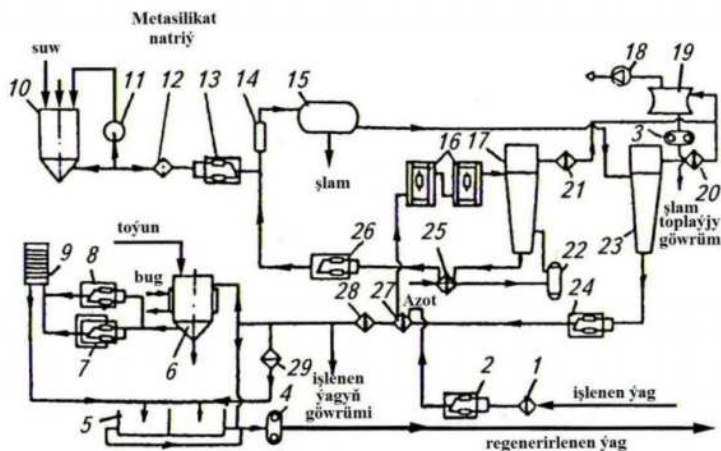 Metasilikat
natriý
suw
10
11
12
13
14
15
18
19
3
16
17
21
20
şlam
şlam
toplaýjy
göwrüm
toýun
26
25
22
23
9
8
bug
28
27
Azot
24
7
6
29
işlenen
ýagyň
göwrümi
2
1
işlenen ýag
5
4
regenerirlenen ýag